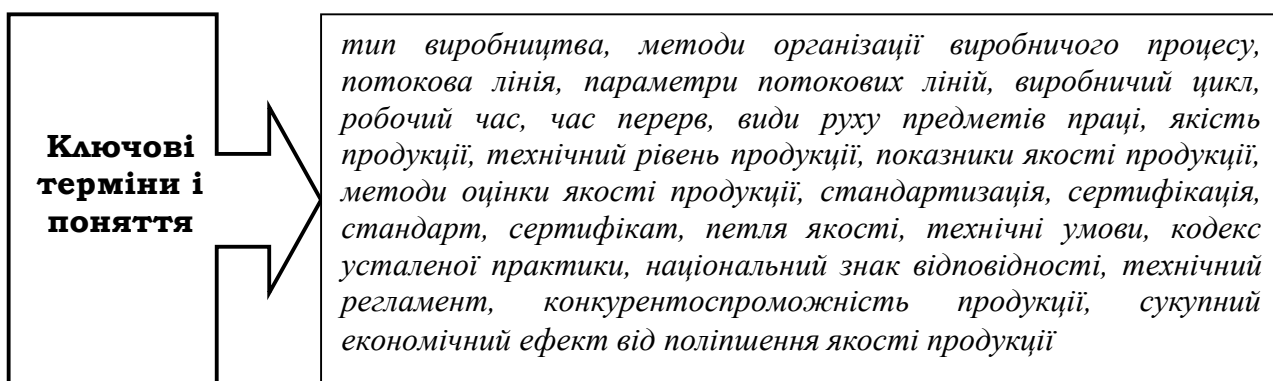 Ключові
терміни і
поняття
тип виробництва, методи організації виробничого процесу,
потокова лінія, параметри потокових ліній, виробничий цикл,
робочий час, час перерв, види руху предметів праці, якість
продукції, технічний рівень продукції, показники якості продукції,
методи оцінки якості продукції, стандартизація, сертифікація,
стандарт, сертифікат, петля якості, технічні умови, кодекс
усталеної практики, національний знак відповідності, технічний
регламент, конкурентоспроможність продукції, сукупний
економічний ефект від поліпшення якості продукції